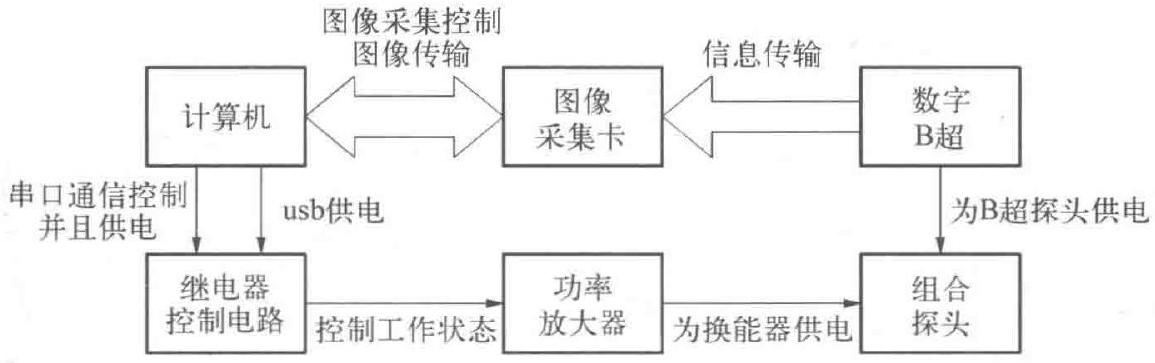 图像采集控制
图像传输
信息传输
计算机
图像
采集卡
数字
B超
串口通信控制
并且供电
usb供电
为B超探头供电
继电器
控制电路
控制工作状态
功率
放大器
为换能器供电
组合
探头